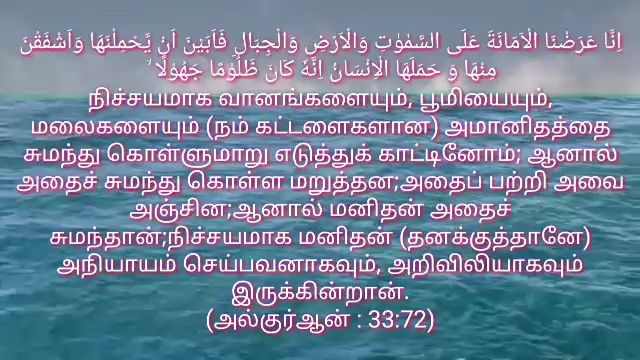 اِنَّا عَرَضْنَا الْاَمَانَةَ عَلَى السَّمٰوٰتِ وَالْاَرْضِ وَالْجِبَالِ فَاَبَيْنَ اَنْ يَّحْمِلْنَهَا وَاَشْفَقْنَ
مِنْهَا وَ حَمَلَهَا الْاِنْسَانُ اِنَّهٗ كَانَ ظَلُوْمًا جَهُوْلًا ۙ
நிச்சயமாக வானங்களையும், பூமியையும்,
மலைகளையும் (நம் கட்டளைகளான) அமானிதத்தை
சுமந்து கொள்ளுமாறு எடுத்துக் காட்டினோம்; ஆனால்
அதைச் சுமந்து கொள்ள மறுத்தன;அதைப் பற்றி அவை
அஞ்சின;ஆனால் மனிதன் அதைச்
சுமந்தான்;நிச்சயமாக மனிதன் (தனக்குத்தானே)
அநியாயம் செய்பவனாகவும், அறிவிலியாகவும்
இருக்கின்றான்.
(அல்குர்ஆன் : 33:72)